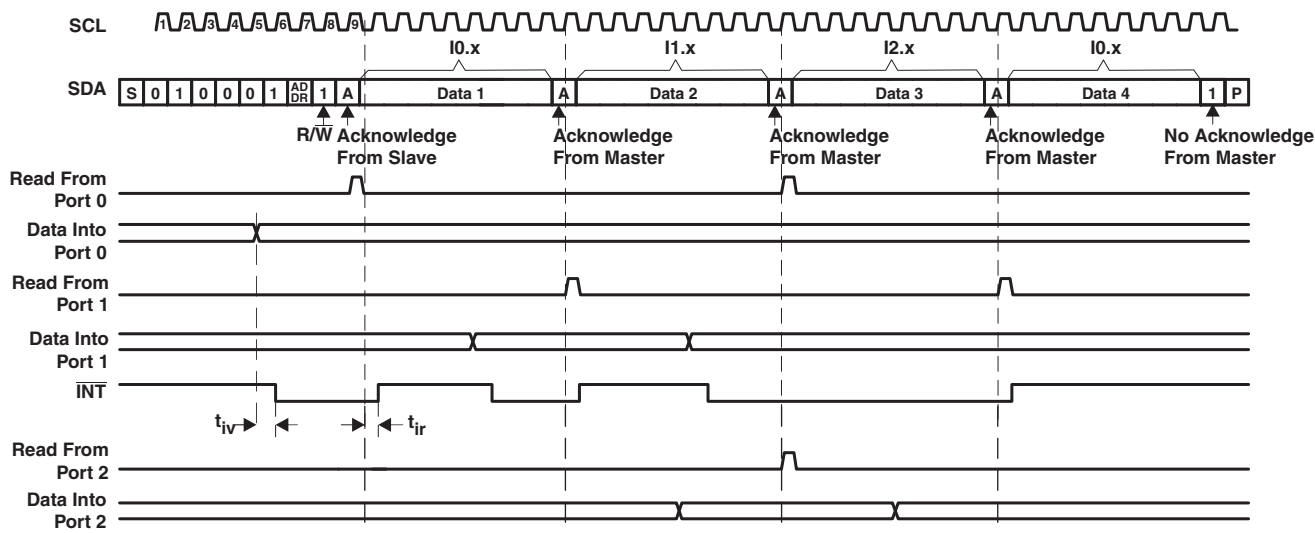 SCL 1 2 3 4 5 6 7 8 9
I0.x I1.x I2.x I0.x
SDA S 0 1 0 0 0 1 AD DR 1 A Data 1 A Data 2 A Data 3 A Data 4 1 P
R/W Acknowledge From Slave
Acknowledge From Master
Acknowledge From Master
Acknowledge From Master
No Acknowledge From Master
Read From
Port 0
Data Into
Port 0
Read From
Port 1
Data Into
Port 1
INT
tiv tir
Read From
Port 2
Data Into
Port 2